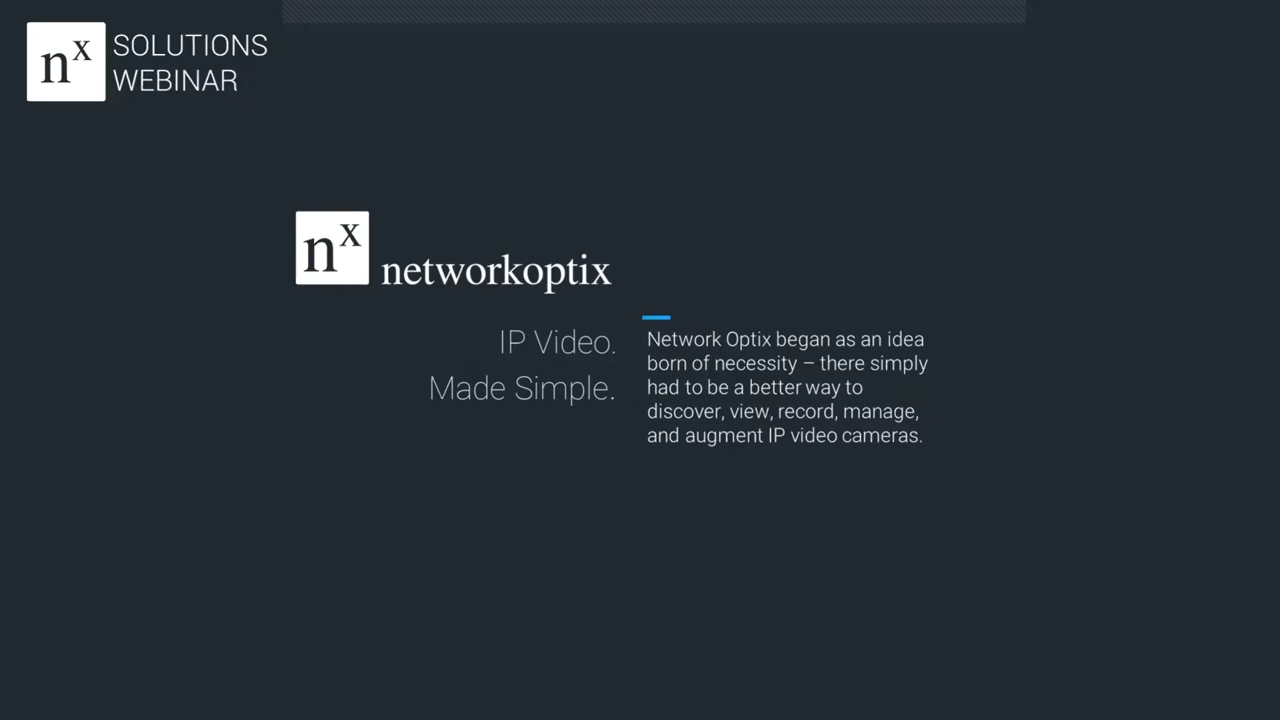 nx SOLUTIONS
WEBINAR
nx networkoptix
IP Video.
Made Simple.
Network Optix began as an idea
born of necessity – there simply
had to be a better way to
discover, view, record, manage,
and augment IP video cameras.